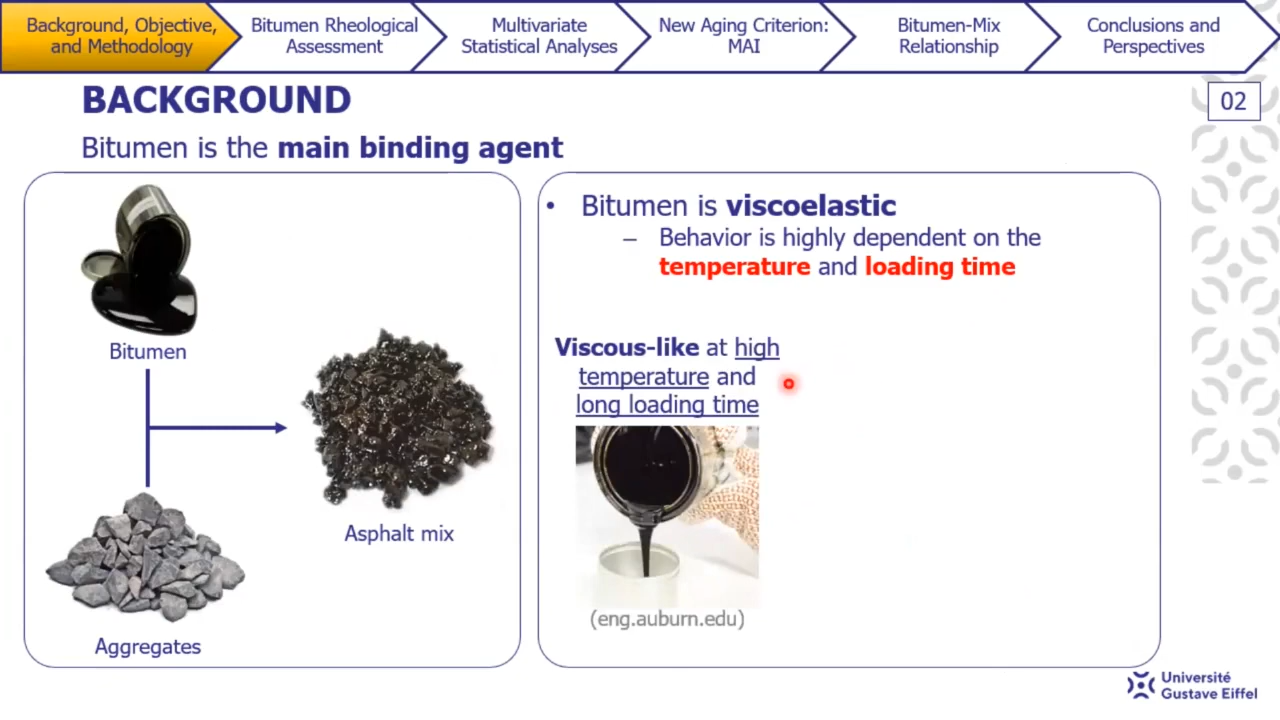 Background, Objective,
and Methodology
Bitumen Rheological
Assessment
Multivariate
Statistical Analyses
New Aging Criterion:
MAI
Bitumen-Mix
Relationship
Conclusions and
Perspectives
BACKGROUND
02
Bitumen is the main binding agent
Bitumen
Aggregates
Asphalt mix
• Bitumen is viscoelastic
– Behavior is highly dependent on the
temperature and loading time
Viscous-like at high
temperature and
long loading time
(eng.auburn.edu)
Université
Gustave Eiffel